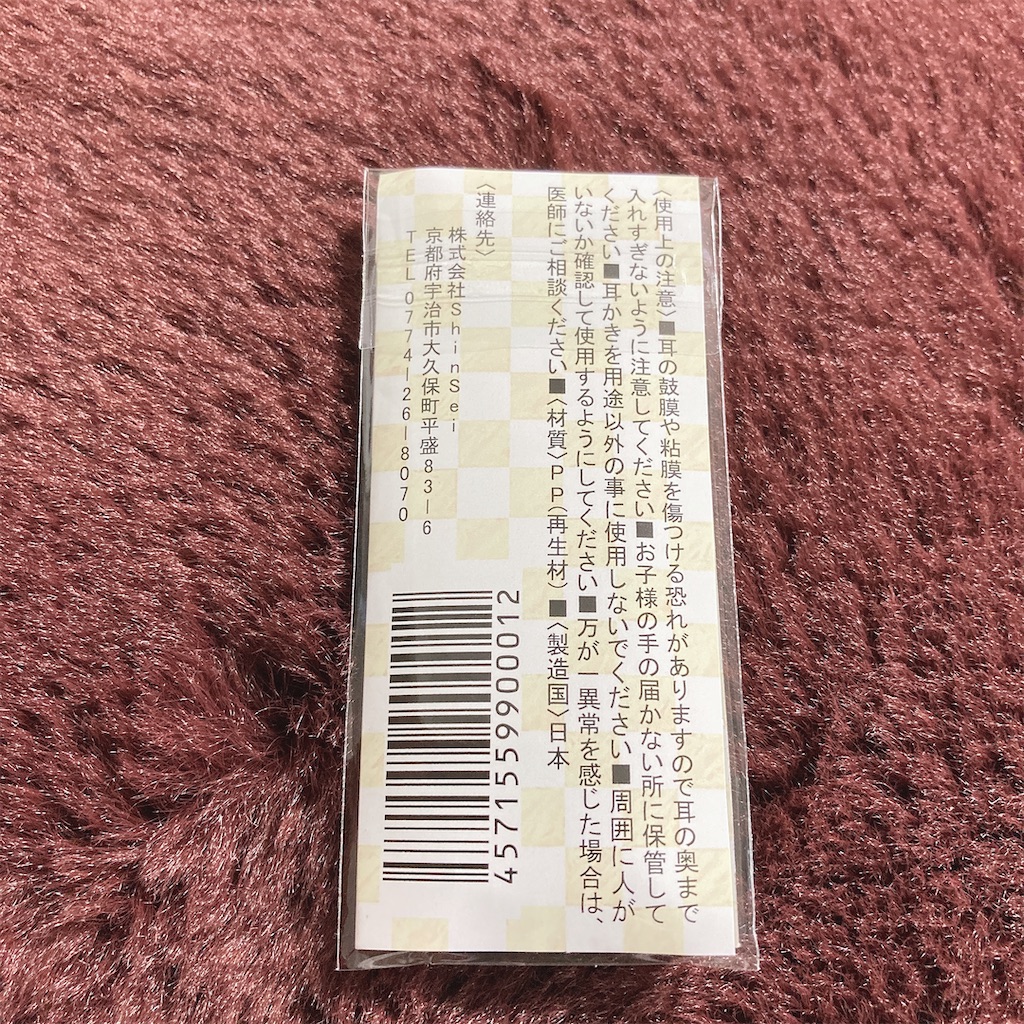 〈使用上の注意〉■耳の鼓膜や粘膜を傷つける恐れがありますので耳の奥まで
入れすぎないように注意してください■お子様の手の届かない所に保管して
ください■耳かきを用途以外の事に使用しないでください■周囲に人が
いないか確認して使用するようにしてください■万が一異常を感じた場合は、
医師にご相談ください■〈材質〉PP(再生材)■〈製造国〉日本
〈連絡先〉
株式会社ShinSei
京都府宇治市大久保町平盛83-6
TEL 0774-26-8070
4571559900012